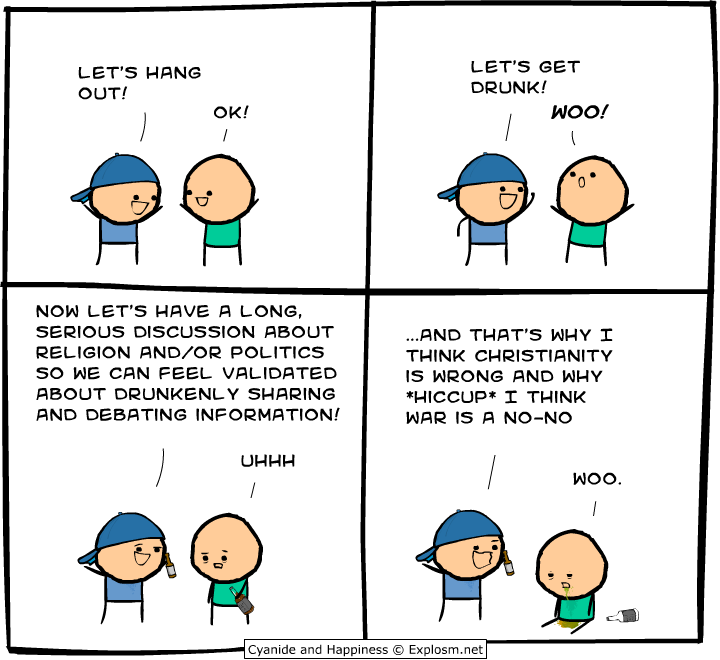 LET'S HANG
OUT!
OK!
LET'S GET
DRUNK!
WOO!
NOW LET'S HAVE A LONG,
SERIOUS DISCUSSION ABOUT
RELIGION AND/OR POLITICS
SO WE CAN FEEL VALIDATED
ABOUT DRUNKENLY SHARING
AND DEBATING INFORMATION!
UHHH
...AND THAT'S WHY I
THINK CHRISTIANITY
IS WRONG AND WHY
*HICCUP* I THINK
WAR IS A NO-NO
WOO.
Cyanide and Happiness © Explosm.net